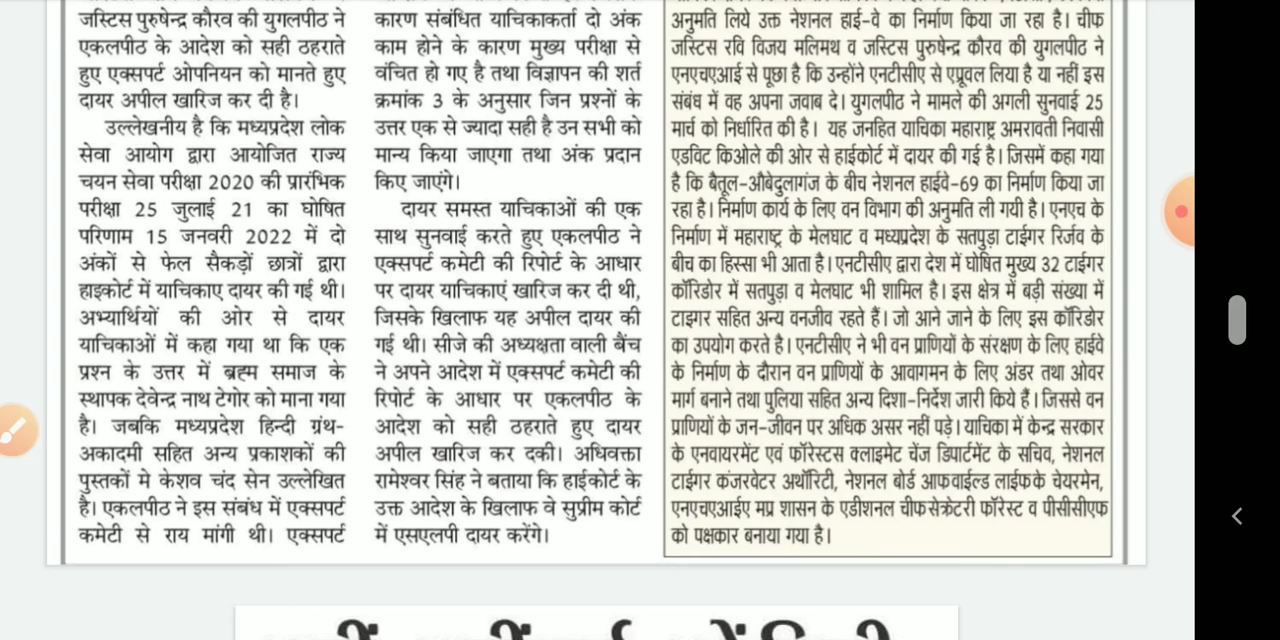 जस्टिस पुरुषेन्द्र कौरव की युगलपीठ ने
एकलपीठ के आदेश को सही ठहराते
हुए एक्सपर्ट ओपनियन को मानते हुए
दायर अपील खारिज कर दी है।
उल्लेखनीय है कि मध्यप्रदेश लोक
सेवा आयोग द्वारा आयोजित राज्य
चयन सेवा परीक्षा 2020 की प्रारंभिक
परीक्षा 25 जुलाई 21 का घोषित
परिणाम 15 जनवरी 2022 में दो
अंकों से फेल सैकड़ों छात्रों द्वारा
हाइकोर्ट में याचिकाए दायर की गई थी।
अभ्यार्थियों की ओर से दायर
याचिकाओं में कहा गया था कि एक
प्रश्न के उत्तर में ब्रह्म समाज के
स्थापक देवेन्द्र नाथ टेगोर को माना गया
है। जबकि मध्यप्रदेश हिन्दी ग्रंथ-
अकादमी सहित अन्य प्रकाशकों की
पुस्तकों मे केशव चंद सेन उल्लेखित
है। एकलपीठ ने इस संबंध में एक्सपर्ट
कमेटी से राय मांगी थी। एक्सपर्ट
कारण संबंधित याचिकाकर्ता दो अंक
काम होने के कारण मुख्य परीक्षा से
वंचित हो गए है तथा विज्ञापन की शर्त
क्रमांक 3 के अनुसार जिन प्रश्नों के
उत्तर एक से ज्यादा सही है उन सभी को
मान्य किया जाएगा तथा अंक प्रदान
किए जाएंगे।
दायर समस्त याचिकाओं की एक
साथ सुनवाई करते हुए एकलपीठ ने
एक्सपर्ट कमेटी की रिपोर्ट के आधार
पर दायर याचिकाएं खारिज कर दी थी,
जिसके खिलाफ यह अपील दायर की
गई थी। सीजे की अध्यक्षता वाली बैंच
ने अपने आदेश में एक्सपर्ट कमेटी की
रिपोर्ट के आधार पर एकलपीठ के
आदेश को सही ठहराते हुए दायर
अपील खारिज कर दकी। अधिवक्ता
रामेश्वर सिंह ने बताया कि हाईकोर्ट के
उक्त आदेश के खिलाफ वे सुप्रीम कोर्ट
में एसएलपी दायर करेंगे।
अनुमति लिये उक्त नेशनल हाई-वे का निर्माण किया जा रहा है। चीफ
जस्टिस रवि विजय मलिमथ व जस्टिस पुरुषेन्द्र कौरव की युगलपीठ ने
एनएचएआई से पूछा है कि उन्होंने एनटीसीए से एप्रूवल लिया है या नहीं इस
संबंध में वह अपना जवाब दे। युगलपीठ ने मामले की अगली सुनवाई 25
मार्च को निर्धारित की है। यह जनहित याचिका महाराष्ट्र अमरावती निवासी
एडविट किओले की ओर से हाईकोर्ट में दायर की गई है। जिसमें कहा गया
है कि बैतूल-औबेदुलागंज के बीच नेशनल हाईवे-69 का निर्माण किया जा
रहा है। निर्माण कार्य के लिए वन विभाग की अनुमति ली गयी है। एनएच के
निर्माण में महाराष्ट्र के मेलघाट व मध्यप्रदेश के सतपुड़ा टाईगर रिर्जव के
बीच का हिस्सा भी आता है। एनटीसीए द्वारा देश में घोषित मुख्य 32 टाईगर
कॉरिडोर में सतपुड़ा व मेलघाट भी शामिल है। इस क्षेत्र में बड़ी संख्या में
टाइगर सहित अन्य वनजीव रहते हैं। जो आने जाने के लिए इस कॉरिडोर
का उपयोग करते है। एनटीसीए ने भी वन प्राणियों के संरक्षण के लिए हाईवे
के निर्माण के दौरान वन प्राणियों के आवागमन के लिए अंडर तथा ओवर
मार्ग बनाने तथा पुलिया सहित अन्य दिशा-निर्देश जारी किये हैं। जिससे वन
प्राणियों के जन-जीवन पर अधिक असर नहीं पड़े। याचिका में केन्द्र सरकार
के एनवायरमेंट एवं फॉरेस्टस क्लाइमेट चेंज डिपार्टमेंट के सचिव, नेशनल
टाईगर कंजरवेटर अथॉरिटी, नेशनल बोर्ड आफ वाईल्ड लाईफ के चेयरमेन,
एनएचएआईए मप्र शासन के एडीशनल चीफ सेक्रेटरी फॉरेस्ट व पीसीसीएफ
को पक्षकार बनाया गया है।